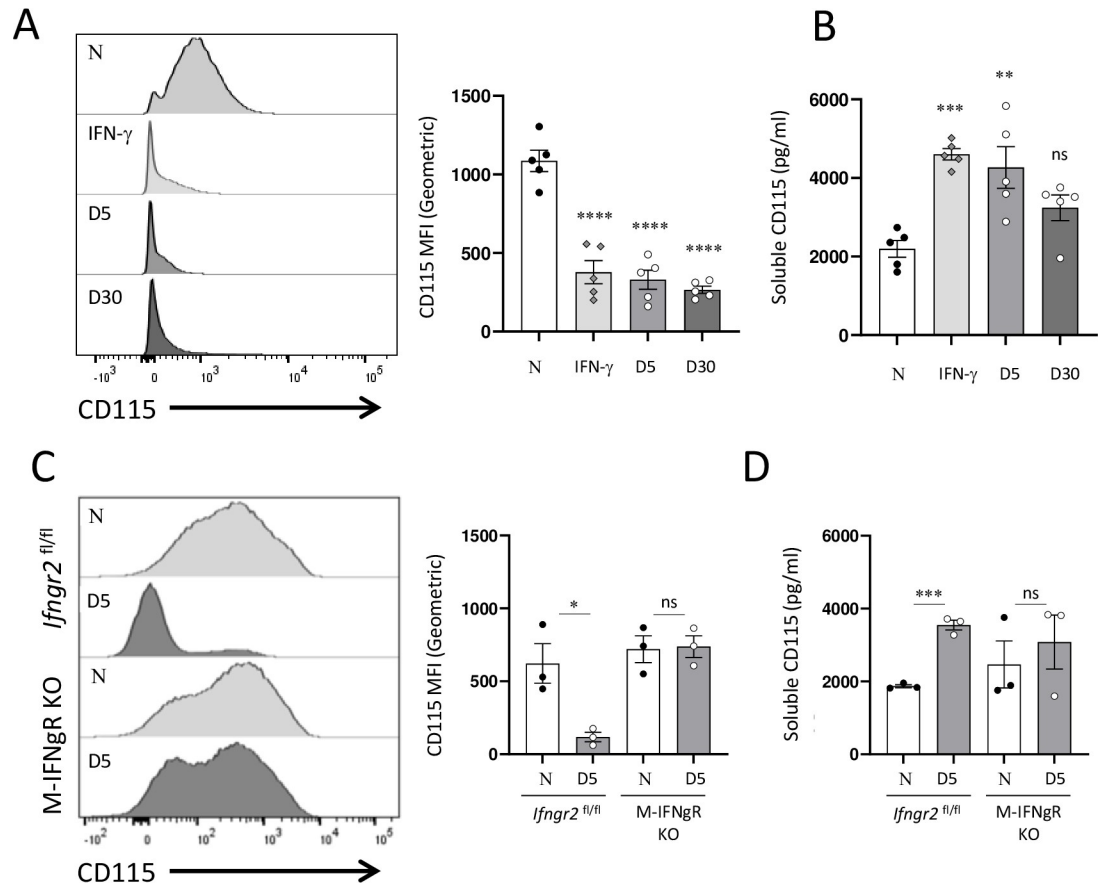 A
N
IFN-γ
D5
D30
-10³ 0 10³ 10⁴ 10⁵
CD115
CD115 MFI (Geometric)
1500
1000
500
0
****
****
****
N IFN-γ D5 D30
B
Soluble CD115 (pg/ml)
6000
4000
2000
0
***
**
ns
N IFN-γ D5 D30
C
Ifngr2 fl/fl
M-IFNgR KO
N
D5
N
D5
-10² 0 10² 10³ 10⁴ 10⁵
CD115
CD115 MFI (Geometric)
1500
1000
500
0
*
ns
N D5 N D5
Ifngr2 fl/fl
M-IFNgR
KO
D
Soluble CD115 (pg/ml)
6000
4000
2000
0
***
ns
N D5 N D5
Ifngr2 fl/fl
M-IFNgR
KO